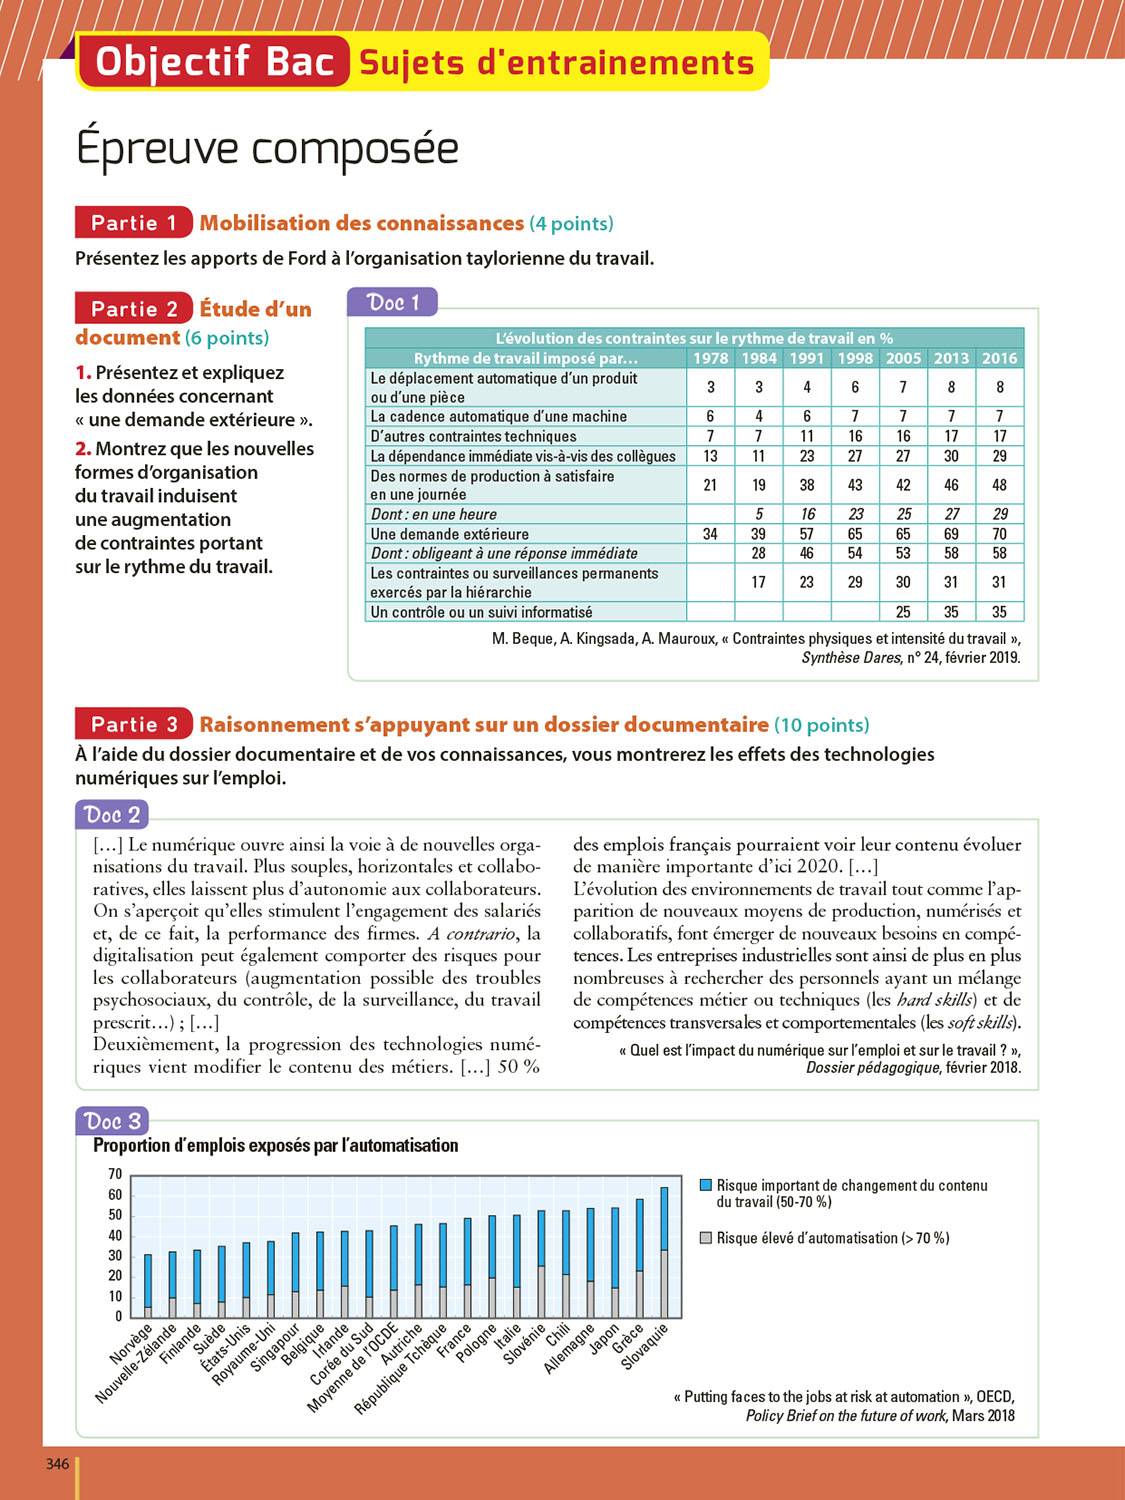 Objectif Bac Sujets d'entrainements
Épreuve composée
Partie 1 Mobilisation des connaissances (4 points)
Présentez les apports de Ford à l'organisation taylorienne du travail.
Partie 2 Étude d'un
document (6 points)
1. Présentez et expliquez
les données concernant
« une demande extérieure ».
2. Montrez que les nouvelles
formes d'organisation
du travail induisent
une augmentation
de contraintes portant
sur le rythme du travail.
Doc 1
L'évolution des contraintes sur le rythme de travail en %
Rythme de travail imposé par… 1978 1984 1991 1998 2005 2013 2016
Le déplacement automatique d'un produit
ou d'une pièce 3 3 4 6 7 8 8
La cadence automatique d'une machine 6 4 6 7 7 7 7
D'autres contraintes techniques 7 7 11 16 16 17 17
La dépendance immédiate vis-à-vis des collègues 13 11 23 27 27 30 29
Des normes de production à satisfaire
en une journée 21 19 38 43 42 46 48
Dont : en une heure 5 16 23 25 27 29
Une demande extérieure 34 39 57 65 65 69 70
Dont : obligeant à une réponse immédiate 28 46 54 53 58 58
Les contraintes ou surveillances permanents
exercés par la hiérarchie 17 23 29 30 31 31
Un contrôle ou un suivi informatisé 25 35 35
M. Beque, A. Kingsada, A. Mauroux, « Contraintes physiques et intensité du travail »,
Synthèse Dares, n° 24, février 2019.
Partie 3 Raisonnement s'appuyant sur un dossier documentaire (10 points)
À l'aide du dossier documentaire et de vos connaissances, vous montrerez les effets des technologies
numériques sur l'emploi.
Doc 2
[…] Le numérique ouvre ainsi la voie à de nouvelles orga-
nisations du travail. Plus souples, horizontales et collabo-
ratives, elles laissent plus d'autonomie aux collaborateurs.
On s'aperçoit qu'elles stimulent l'engagement des salariés
et, de ce fait, la performance des firmes. A contrario, la
digitalisation peut également comporter des risques pour
les collaborateurs (augmentation possible des troubles
psychosociaux, du contrôle, de la surveillance, du travail
prescrit…) ; […]
Deuxièmement, la progression des technologies numé-
riques vient modifier le contenu des métiers. […] 50 %
des emplois français pourraient voir leur contenu évoluer
de manière importante d'ici 2020. […]
L'évolution des environnements de travail tout comme l'ap-
parition de nouveaux moyens de production, numérisés et
collaboratifs, font émerger de nouveaux besoins en compé-
tences. Les entreprises industrielles sont ainsi de plus en plus
nombreuses à rechercher des personnels ayant un mélange
de compétences métier ou techniques (les hard skills) et de
compétences transversales et comportementales (les soft skills).
« Quel est l'impact du numérique sur l'emploi et sur le travail ? »,
Dossier pédagogique, février 2018.
Doc 3
Proportion d'emplois exposés par l'automatisation
70
60
50
40
30
20
10
0
Norvège
Nouvelle-Zélande
Finlande
Suède
États-Unis
Royaume-Uni
Singapour
Belgique
Irlande
Corée du Sud
Moyenne de l'OCDE
Autriche
République Tchèque
France
Pologne
Italie
Slovénie
Chili
Allemagne
Japon
Grèce
Slovaquie
Risque important de changement du contenu
du travail (50-70 %)
Risque élevé d'automatisation (> 70 %)
« Putting faces to the jobs at risk at automation », OECD,
Policy Brief on the future of work, Mars 2018
346